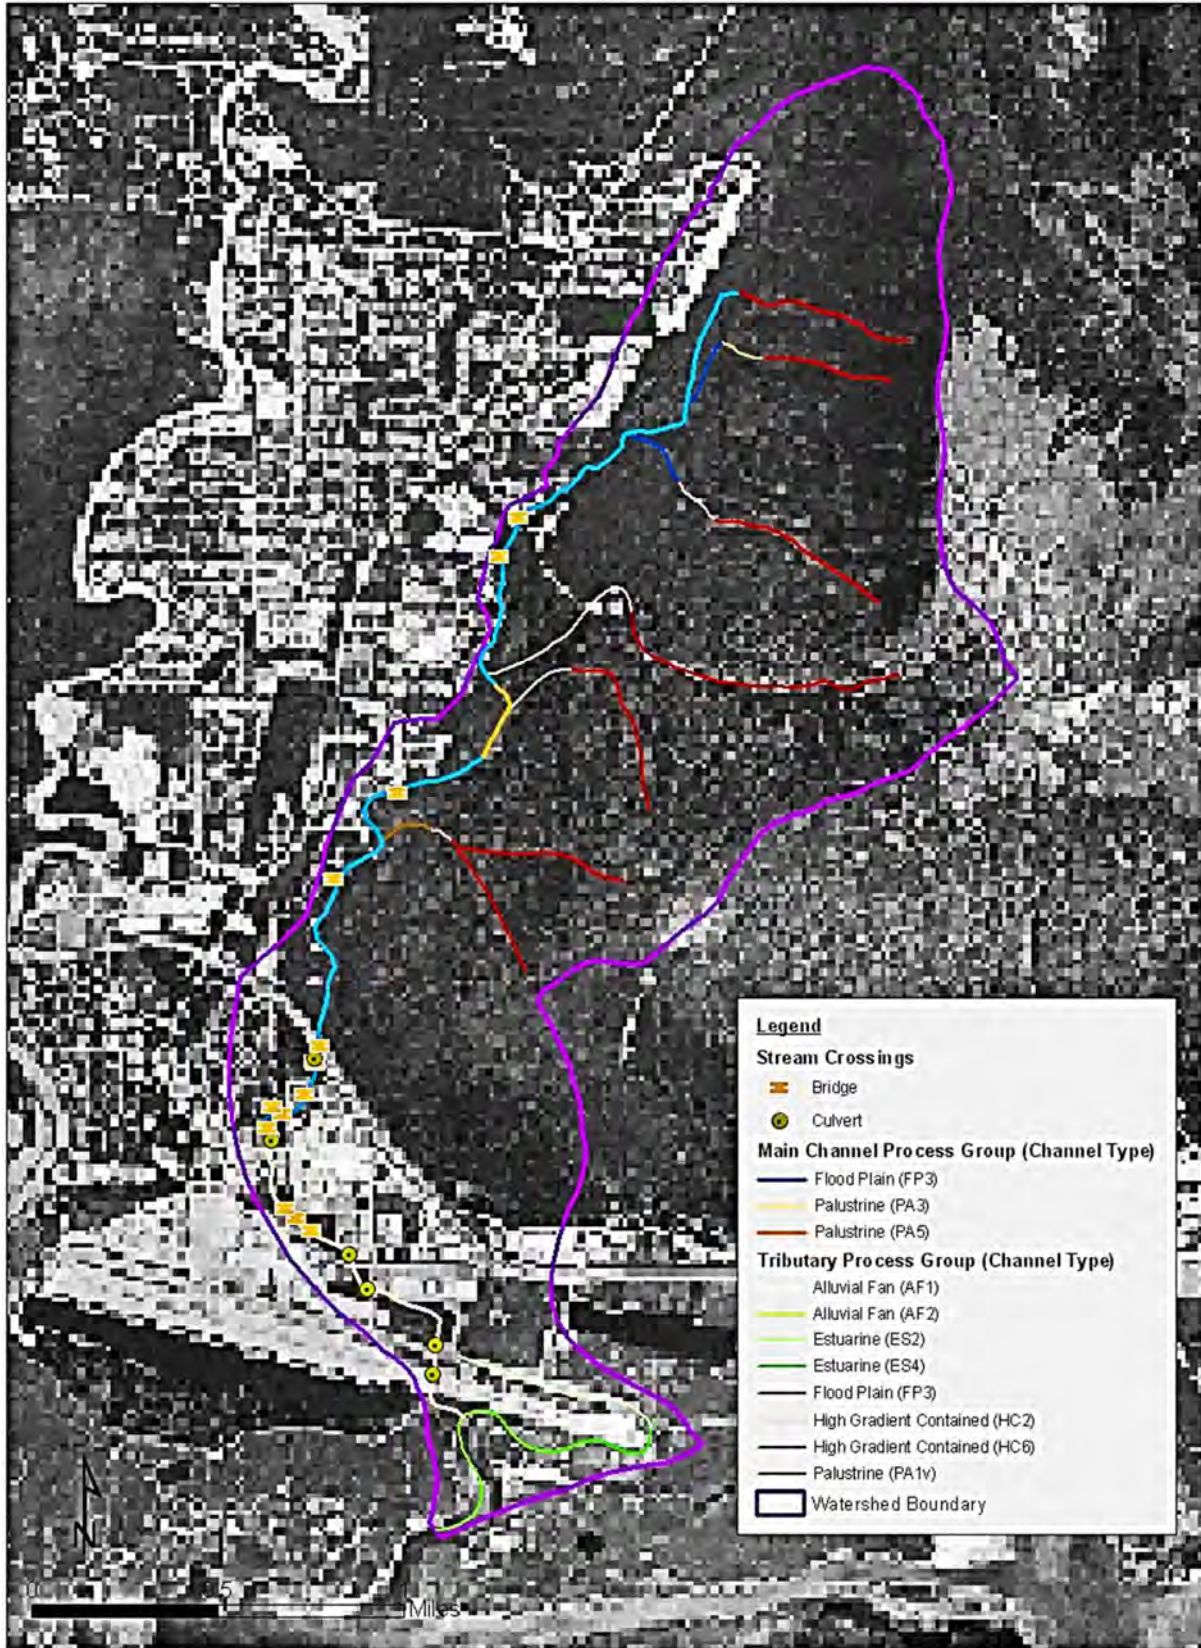 Legend
Stream Crossings
Bridge
Culvert
Main Channel Process Group (Channel Type)
Flood Plain (FP3)
Palustrine (PA3)
Palustrine (PA5)
Tributary Process Group (Channel Type)
Alluvial Fan (AF1)
Alluvial Fan (AF2)
Estuarine (ES2)
Estuarine (ES4)
Flood Plain (FP3)
High Gradient Contained (HC2)
High Gradient Contained (HC6)
Palustrine (PA1v)
Watershed Boundary
N
Miles